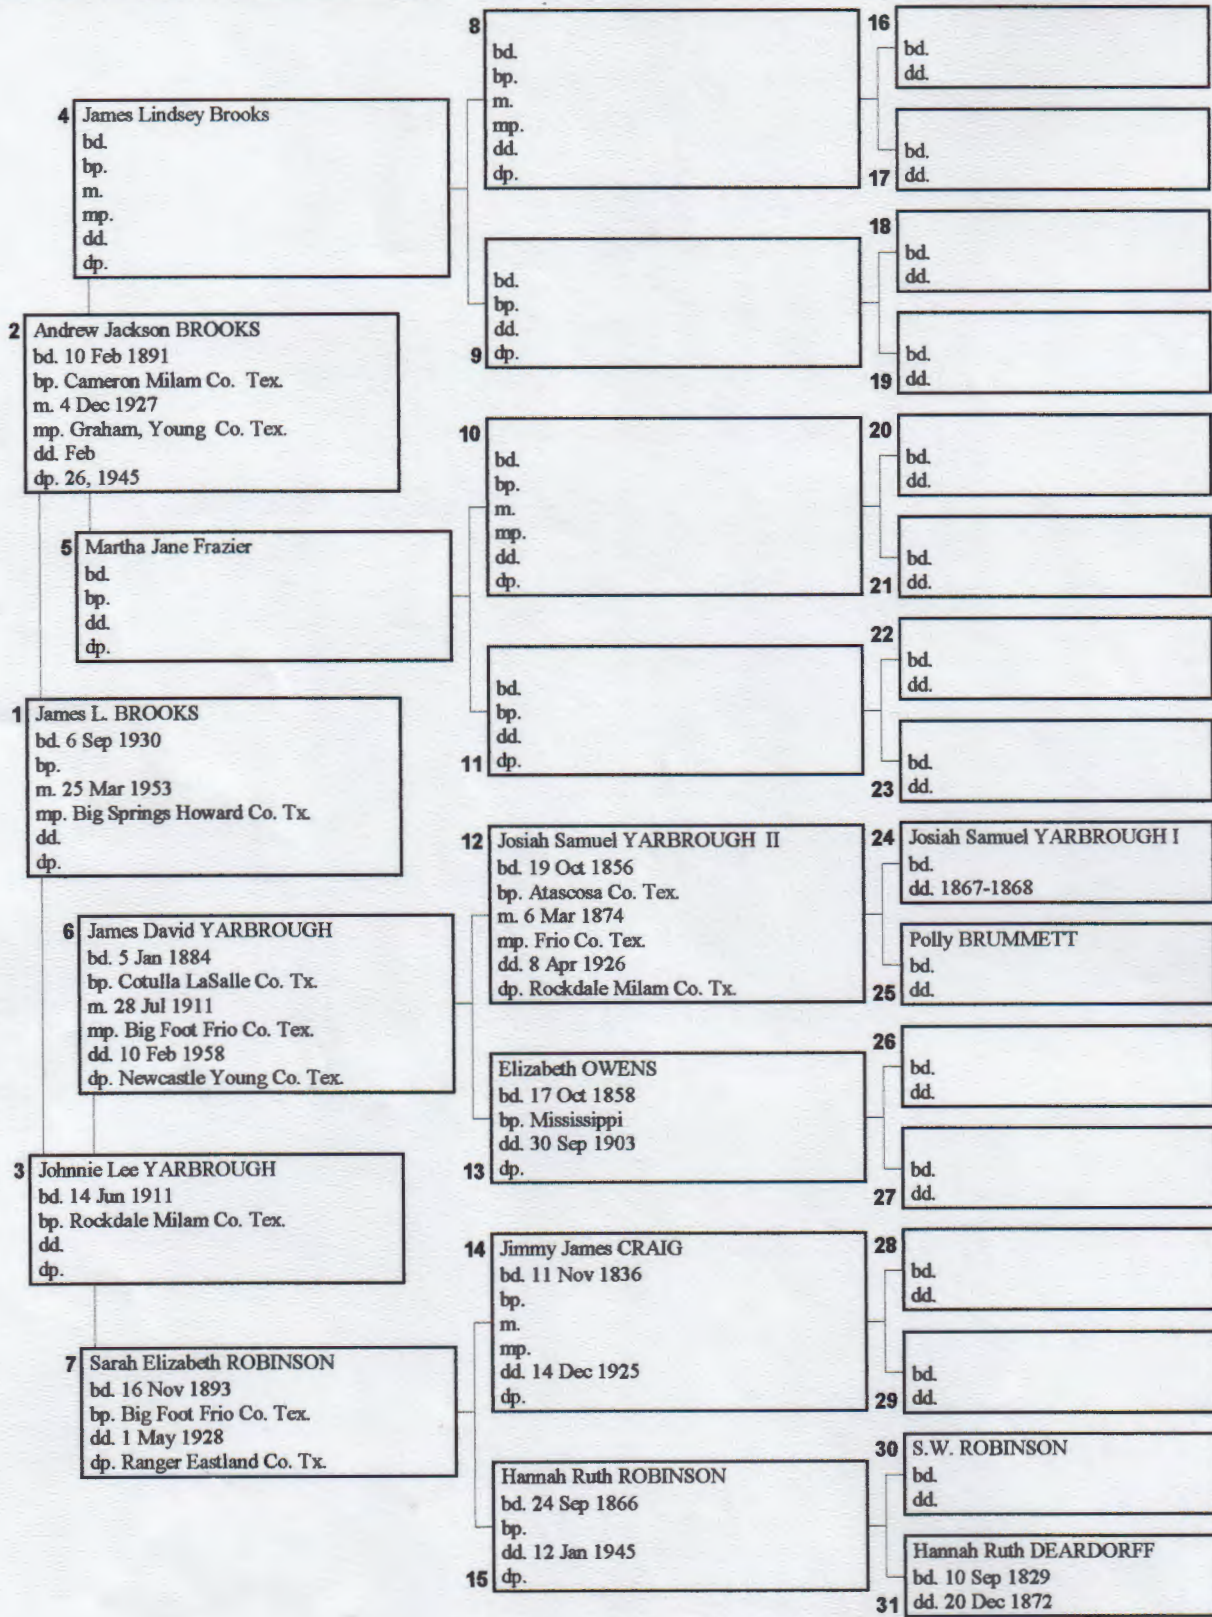 4 James Lindsey Brooks
bd.
bp.
m.
mp.
dd.
dp.
2 Andrew Jackson BROOKS
bd. 10 Feb 1891
bp. Cameron Milam Co. Tex.
m. 4 Dec 1927
mp. Graham, Young Co. Tex.
dd. Feb
dp. 26, 1945
5 Martha Jane Frazier
bd.
bp.
dd.
dp.
1 James L. BROOKS
bd. 6 Sep 1930
bp.
m. 25 Mar 1953
mp. Big Springs Howard Co. Tx.
dd.
dp.
6 James David YARBROUGH
bd. 5 Jan 1884
bp. Cotulla LaSalle Co. Tx.
m. 28 Jul 1911
mp. Big Foot Frio Co. Tex.
dd. 10 Feb 1958
dp. Newcastle Young Co. Tex.
3 Johnnie Lee YARBROUGH
bd. 14 Jun 1911
bp. Rockdale Milam Co. Tex.
dd.
dp.
7 Sarah Elizabeth ROBINSON
bd. 16 Nov 1893
bp. Big Foot Frio Co. Tex.
dd. 1 May 1928
dp. Ranger Eastland Co. Tx.
8
bd.
bp.
m.
mp.
dd.
dp.
bd.
bp.
dd.
9 dp.
10
bd.
bp.
m.
mp.
dd.
dp.
bd.
bp.
dd.
11 dp.
12 Josiah Samuel YARBROUGH II
bd. 19 Oct 1856
bp. Atascosa Co. Tex.
m. 6 Mar 1874
mp. Frio Co. Tex.
dd. 8 Apr 1926
dp. Rockdale Milam Co. Tx.
Elizabeth OWENS
bd. 17 Oct 1858
bp. Mississippi
dd. 30 Sep 1903
13 dp.
14 Jimmy James CRAIG
bd. 11 Nov 1836
bp.
m.
mp.
dd. 14 Dec 1925
dp.
Hannah Ruth ROBINSON
bd. 24 Sep 1866
bp.
dd. 12 Jan 1945
15 dp.
16
bd.
dd.
bd.
17 dd.
18
bd.
dd.
bd.
19 dd.
20
bd.
dd.
bd.
21 dd.
22
bd.
dd.
bd.
23 dd.
24 Josiah Samuel YARBROUGH I
bd.
dd. 1867-1868
Polly BRUMMETT
bd.
25 dd.
26
bd.
dd.
bd.
27 dd.
28
bd.
dd.
bd.
29 dd.
30 S.W. ROBINSON
bd.
dd.
Hannah Ruth DEARDORFF
bd. 10 Sep 1829
31 dd. 20 Dec 1872